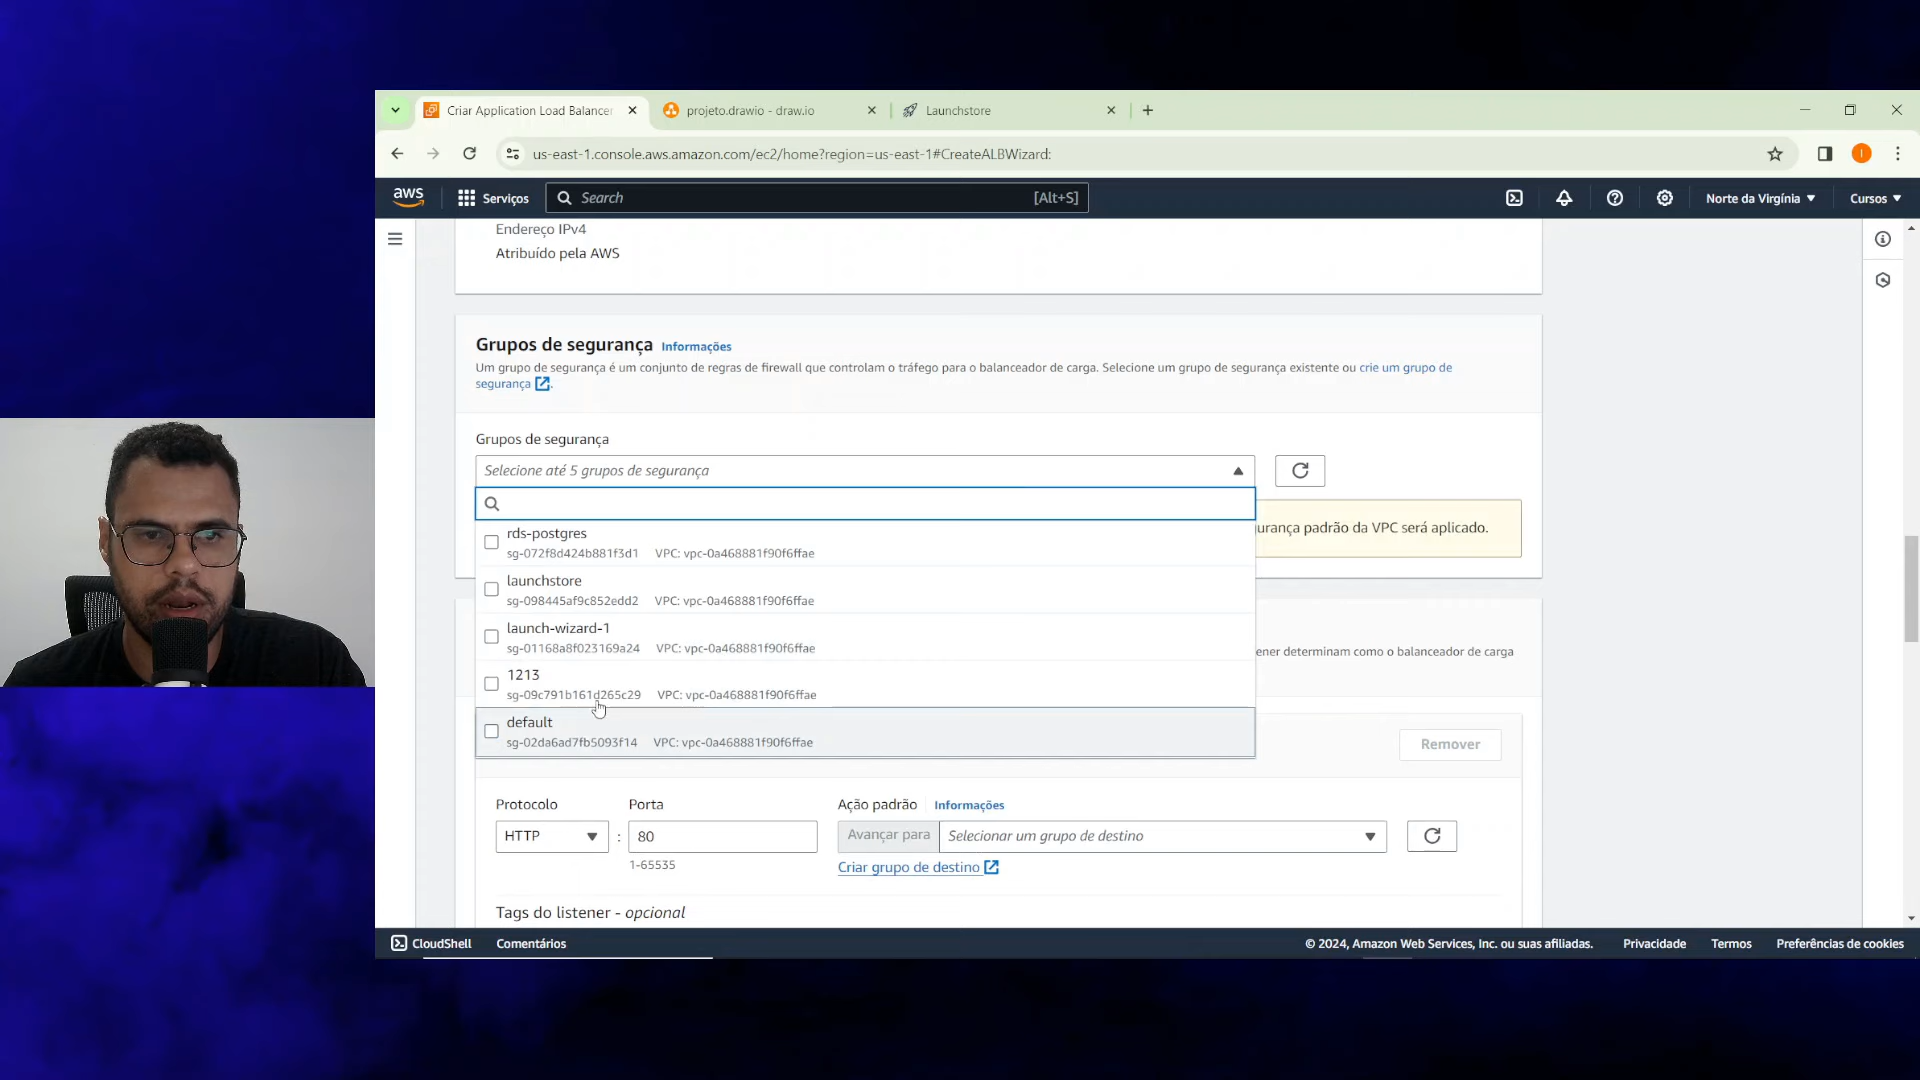 Criar Application Load Balancer
projeto.drawio - draw.io
Launchstore
us-east-1.console.aws.amazon.com/ec2/home?region=us-east-1#CreateALBWizard:
I
aws
Serviços
Search
[Alt+S]
Norte da Virgínia
Cursos
Endereço IPv4
Atribuído pela AWS
Grupos de segurança Informações
Um grupo de segurança é um conjunto de regras de firewall que controlam o tráfego para o balanceador de carga. Selecione um grupo de segurança existente ou crie um grupo de
segurança .
Grupos de segurança
Selecione até 5 grupos de segurança
rds-postgres
sg-072f8d424b881f3d1 VPC: vpc-0a468881f90f6ffae
urança padrão da VPC será aplicado.
launchstore
sg-098445af9c852edd2 VPC: vpc-0a468881f90f6ffae
launch-wizard-1
sg-01168a8f023169a24 VPC: vpc-0a468881f90f6ffae
ener determinam como o balanceador de carga
1213
sg-09c791b161d265c29 VPC: vpc-0a468881f90f6ffae
default
sg-02da6ad7fb5093f14 VPC: vpc-0a468881f90f6ffae
Remover
Protocolo
Porta
Ação padrão Informações
HTTP
:
80
Avançar para
Selecionar um grupo de destino
1-65535
Criar grupo de destino
Tags do listener - opcional
CloudShell
Comentários
© 2024, Amazon Web Services, Inc. ou suas afiliadas.
Privacidade
Termos
Preferências de cookies